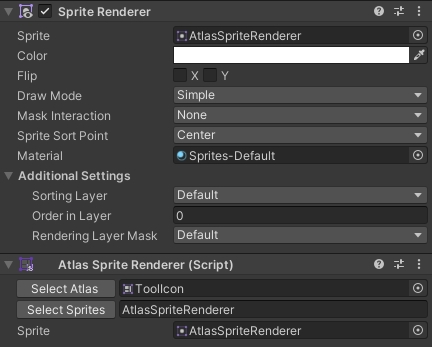 Sprite Renderer
Sprite AtlasSpriteRenderer
Color
Flip X Y
Draw Mode Simple
Mask Interaction None
Sprite Sort Point Center
Material Sprites-Default
Additional Settings
Sorting Layer Default
Order in Layer 0
Rendering Layer Mask Default
Atlas Sprite Renderer (Script)
Select Atlas ToolIcon
Select Sprites AtlasSpriteRenderer
Sprite AtlasSpriteRenderer